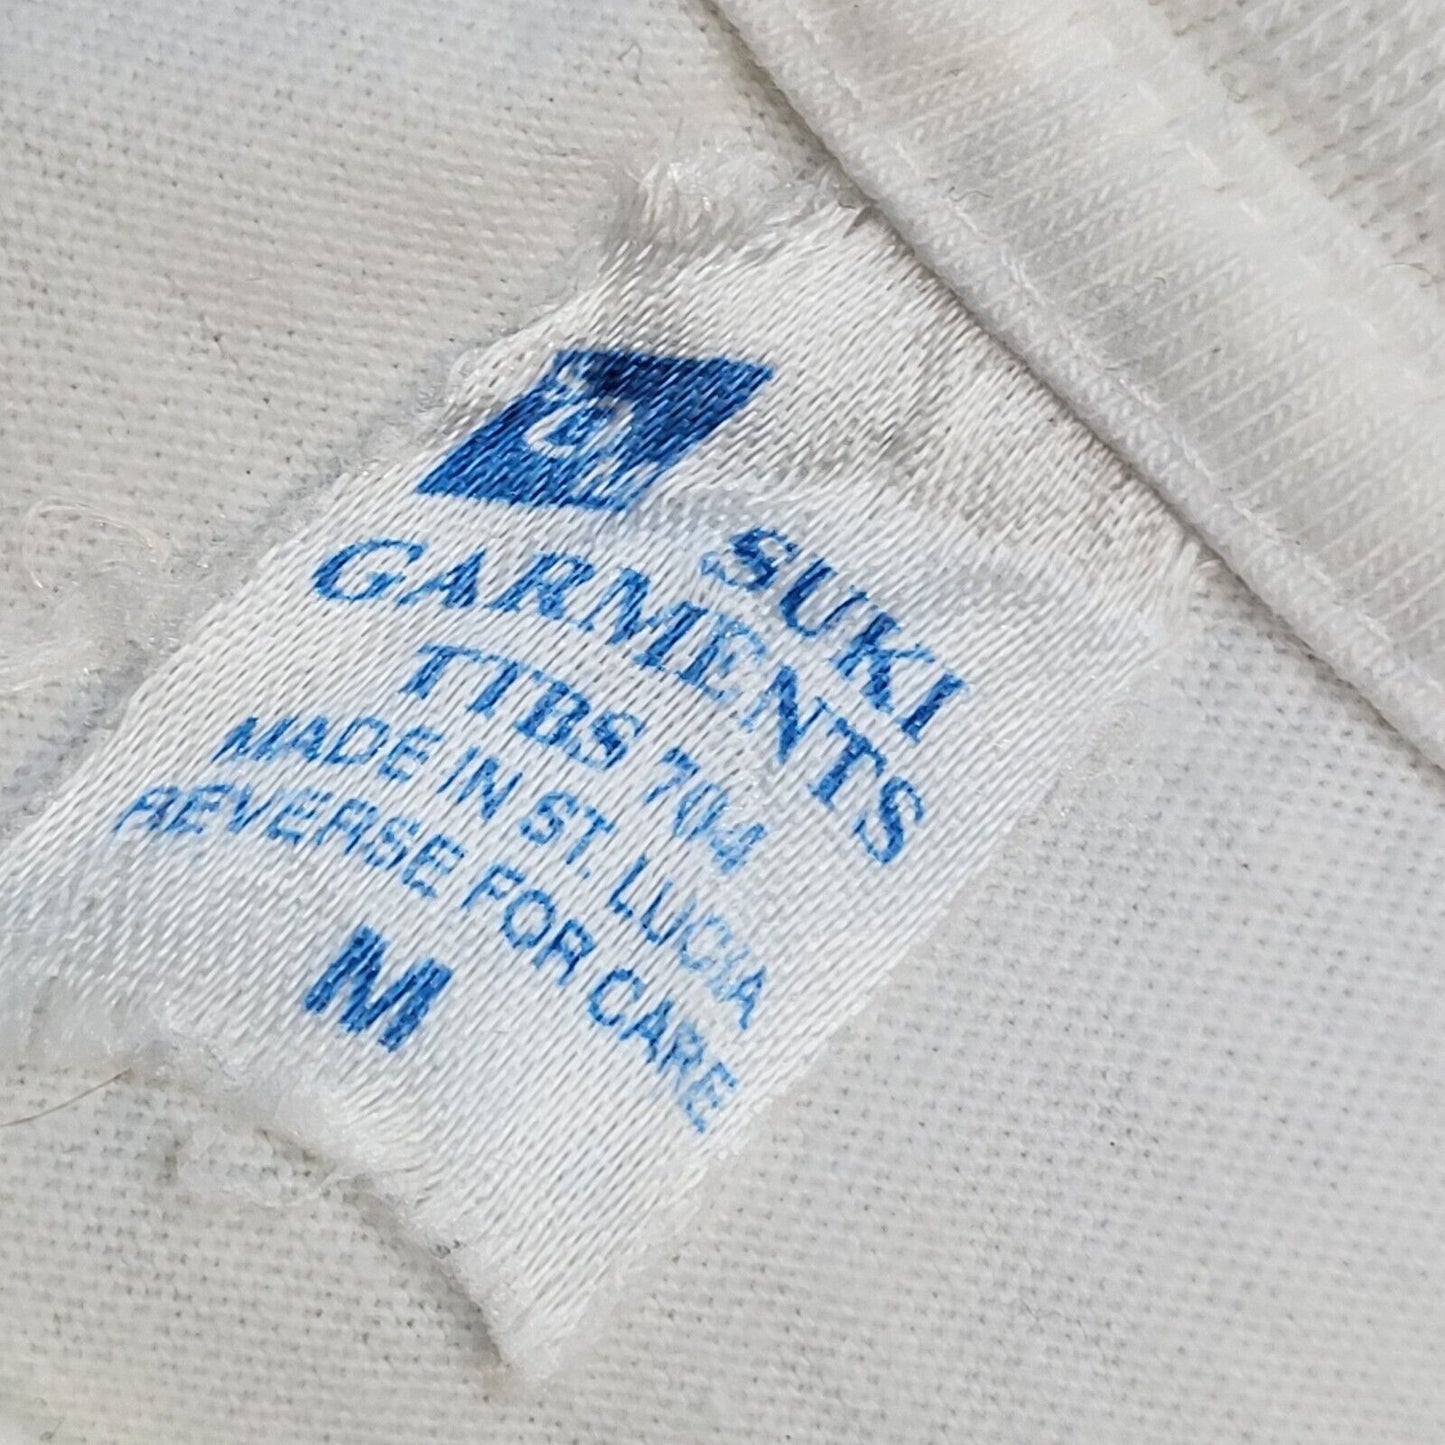 SUKI
GARMENTS
TTBS 704
MADE IN ST. LUCIA
REVERSE FOR CARE
M